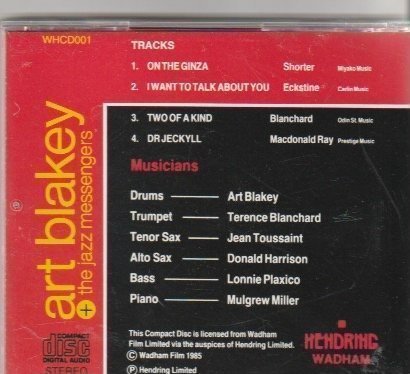 WHCD001
art blakey
+ the jazz messengers
COMPACT
disc
DIGITAL AUDIO
STEREO
TRACKS
1. ON THE GINZA Shorter Miyako Music
2. I WANT TO TALK ABOUT YOU Eckstine Carlin Music
3. TWO OF A KIND Blanchard Odin St. Music
4. DR JECKYLL Macdonald Ray Prestige Music
Musicians
Drums Art Blakey
Trumpet Terence Blanchard
Tenor Sax Jean Toussaint
Alto Sax Donald Harrison
Bass Lonnie Plaxico
Piano Mulgrew Miller
This Compact Disc is licensed from Wadham
Film Limited via the auspices of Hendring Limited.
© Wadham Film 1985
℗ Hendring Limited
HENDRING
WADHAM